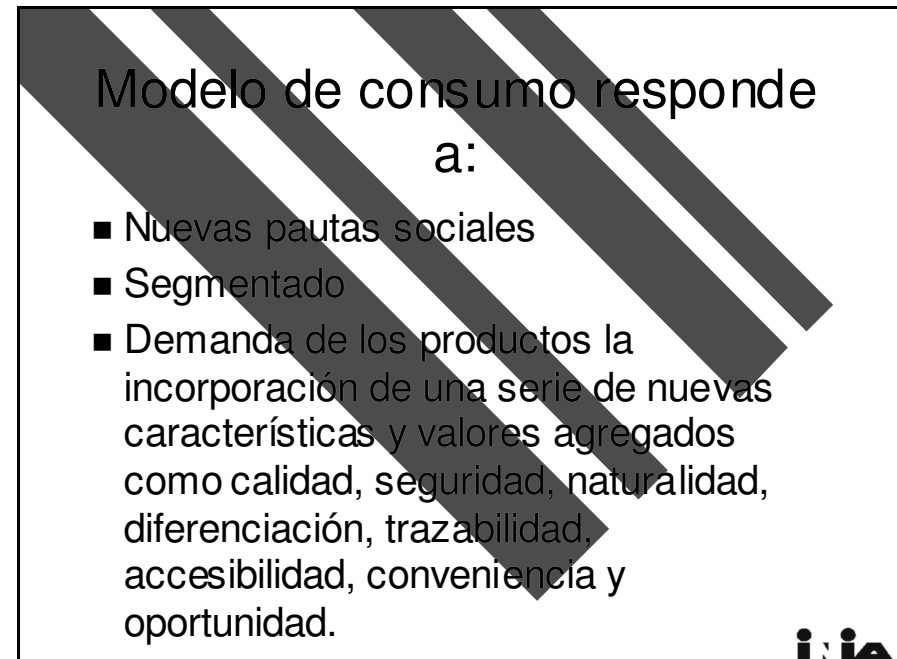 Modelo de consumo responde
a:
■ Nuevas pautas sociales
■ Segmentado
■ Demanda de los productos la
incorporación de una serie de nuevas
características y valores agregados
como calidad, seguridad, naturalidad,
diferenciación, trazabilidad,
accesibilidad, conveniencia y
oportunidad.